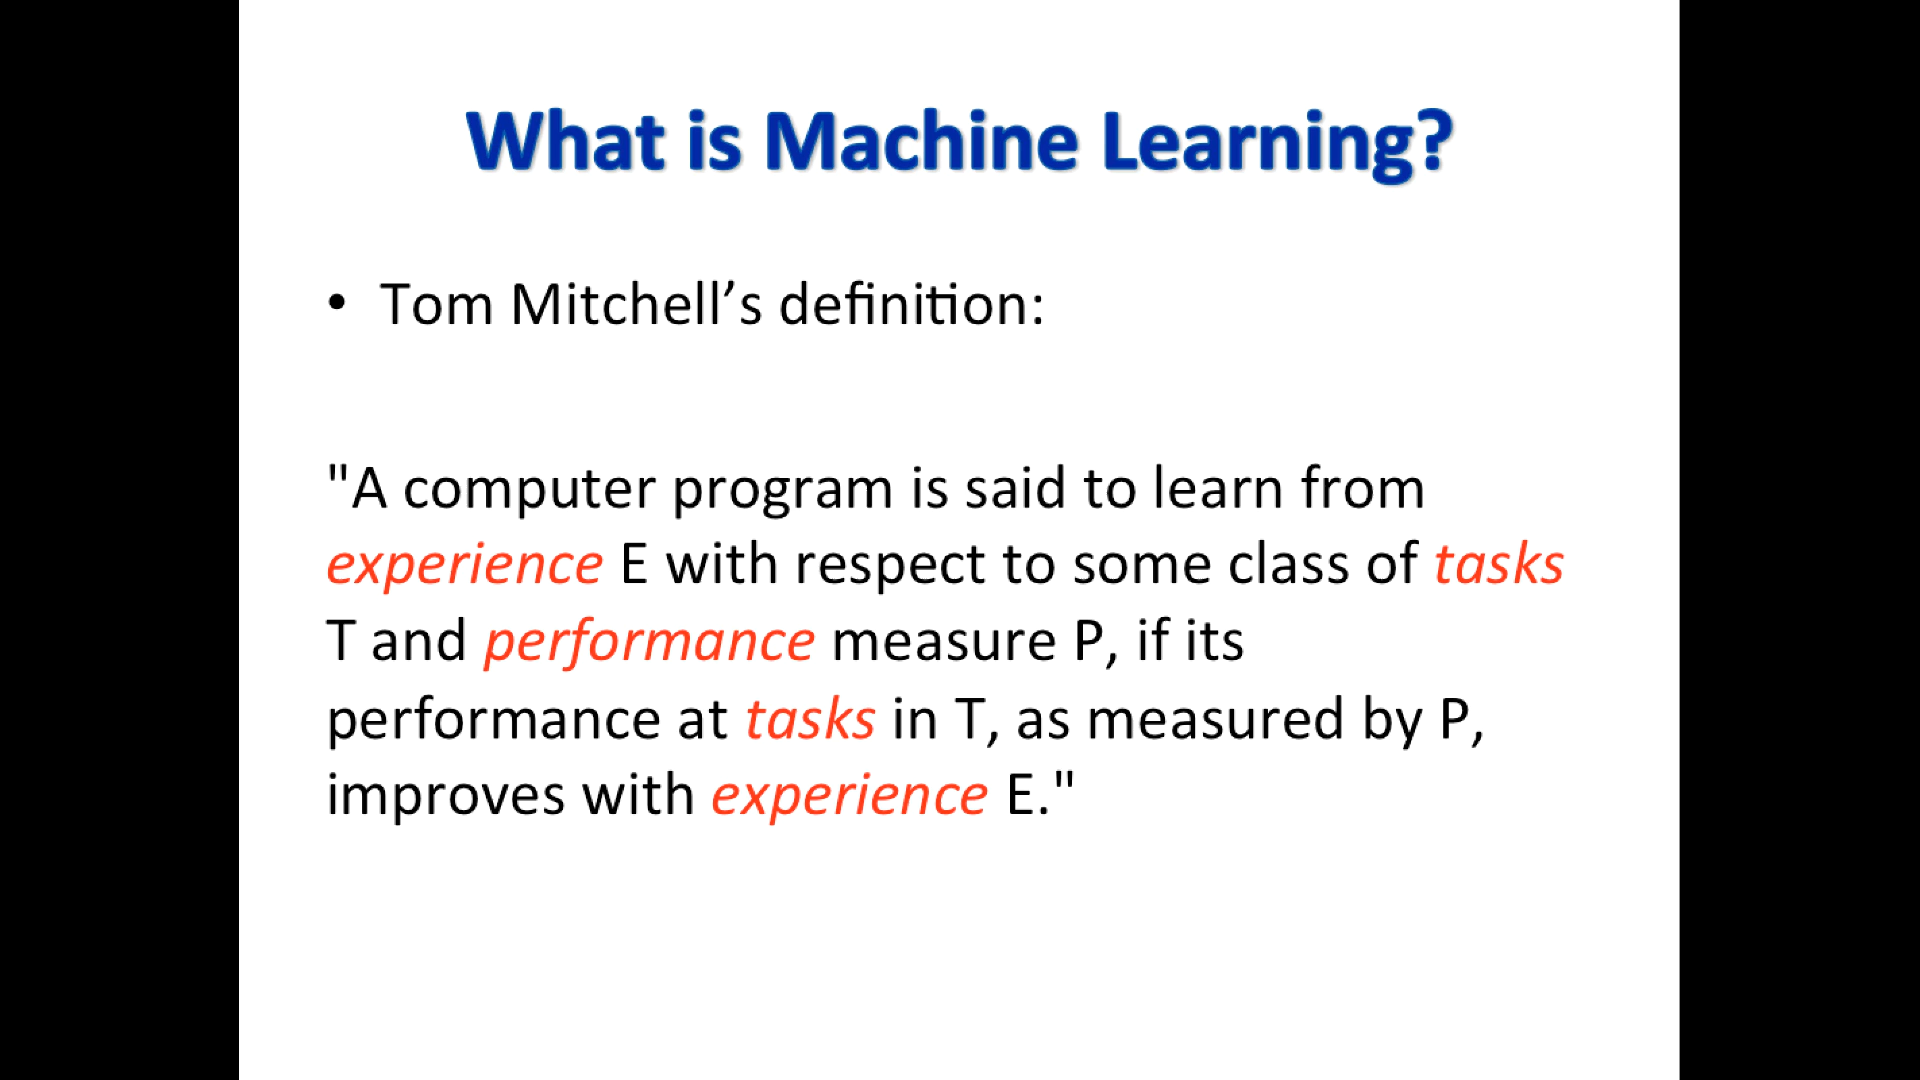 What is Machine Learning?
• Tom Mitchell’s definition:
"A computer program is said to learn from
experience E with respect to some class of tasks
T and performance measure P, if its
performance at tasks in T, as measured by P,
improves with experience E."